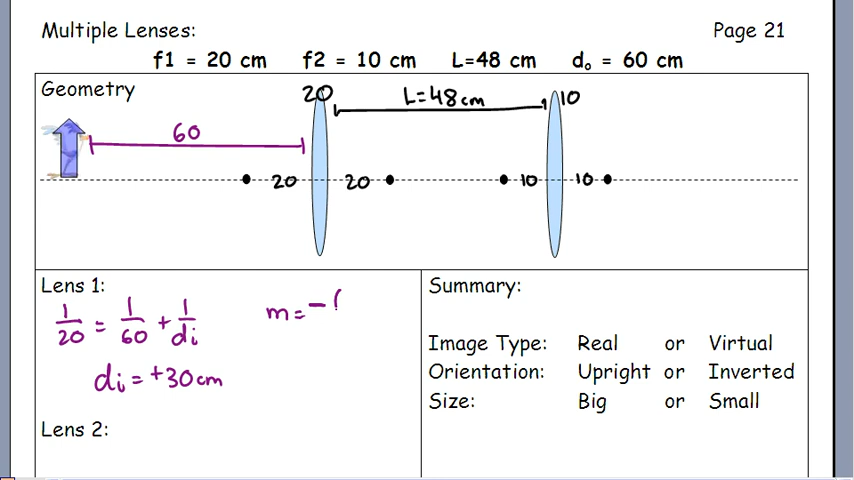 Multiple Lenses: Page 21
f1 = 20 cm f2 = 10 cm L=48 cm dₒ = 60 cm
Geometry
20 L=48cm 10
60
20 20 10 10
Lens 1:
1/20 = 1/60 + 1/di m = -(
di = +30cm
Lens 2:
Summary:
Image Type: Real or Virtual
Orientation: Upright or Inverted
Size: Big or Small